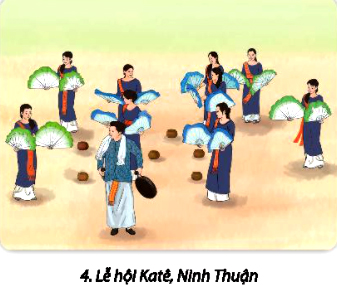 4. Lễ hội Katê, Ninh Thuận